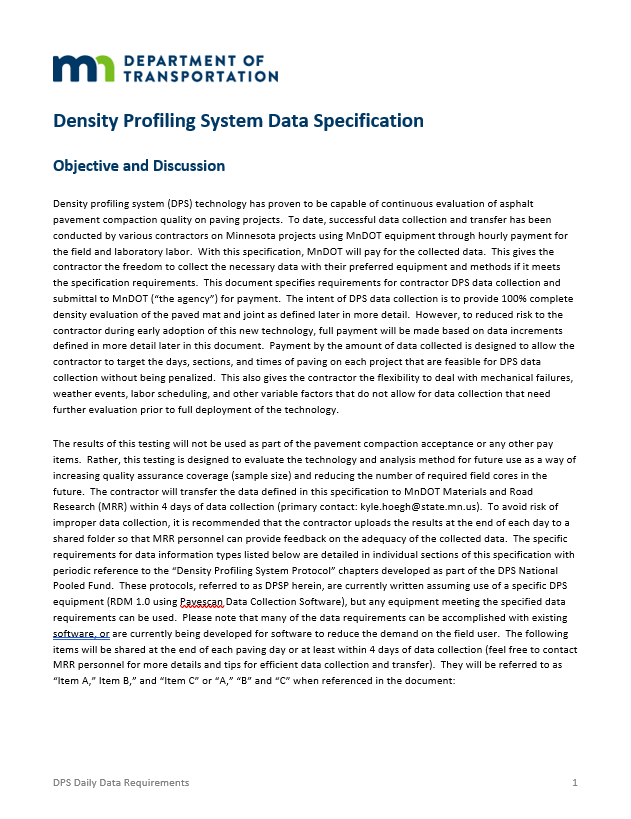 DEPARTMENT OF
TRANSPORTATION
Density Profiling System Data Specification
Objective and Discussion
Density profiling system (DPS) technology has proven to be capable of continuous evaluation of asphalt
pavement compaction quality on paving projects.  To date, successful data collection and transfer has been
conducted by various contractors on Minnesota projects using MnDOT equipment through hourly payment for
the field and laboratory labor.  With this specification, MnDOT will pay for the collected data.  This gives the
contractor the freedom to collect the necessary data with their preferred equipment and methods if it meets
the specification requirements.  This document specifies requirements for contractor DPS data collection and
submittal to MnDOT (“the agency”) for payment.  The intent of DPS data collection is to provide 100% complete
density evaluation of the paved mat and joint as defined later in more detail.  However, to reduced risk to the
contractor during early adoption of this new technology, full payment will be made based on data increments
defined in more detail later in this document.  Payment by the amount of data collected is designed to allow the
contractor to target the days, sections, and times of paving on each project that are feasible for DPS data
collection without being penalized.  This also gives the contractor the flexibility to deal with mechanical failures,
weather events, labor scheduling, and other variable factors that do not allow for data collection that need
further evaluation prior to full deployment of the technology.
The results of this testing will not be used as part of the pavement compaction acceptance or any other pay
items.  Rather, this testing is designed to evaluate the technology and analysis method for future use as a way of
increasing quality assurance coverage (sample size) and reducing the number of required field cores in the
future.  The contractor will transfer the data defined in this specification to MnDOT Materials and Road
Research (MRR) within 4 days of data collection (primary contact: kyle.hoegh@state.mn.us).  To avoid risk of
improper data collection, it is recommended that the contractor uploads the results at the end of each day to a
shared folder so that MRR personnel can provide feedback on the adequacy of the collected data.  The specific
requirements for data information types listed below are detailed in individual sections of this specification with
periodic reference to the “Density Profiling System Protocol” chapters developed as part of the DPS National
Pooled Fund.  These protocols, referred to as DPSP herein, are currently written assuming use of a specific DPS
equipment (RDM 1.0 using Pavescan Data Collection Software), but any equipment meeting the specified data
requirements can be used.  Please note that many of the data requirements can be accomplished with existing
software, or are currently being developed for software to reduce the demand on the field user.  The following
items will be shared at the end of each paving day or at least within 4 days of data collection (feel free to contact
MRR personnel for more details and tips for efficient data collection and transfer).  They will be referred to as
“Item A,” Item B,” and “Item C” or “A,” “B” and “C” when referenced in the document:
DPS Daily Data Requirements 1